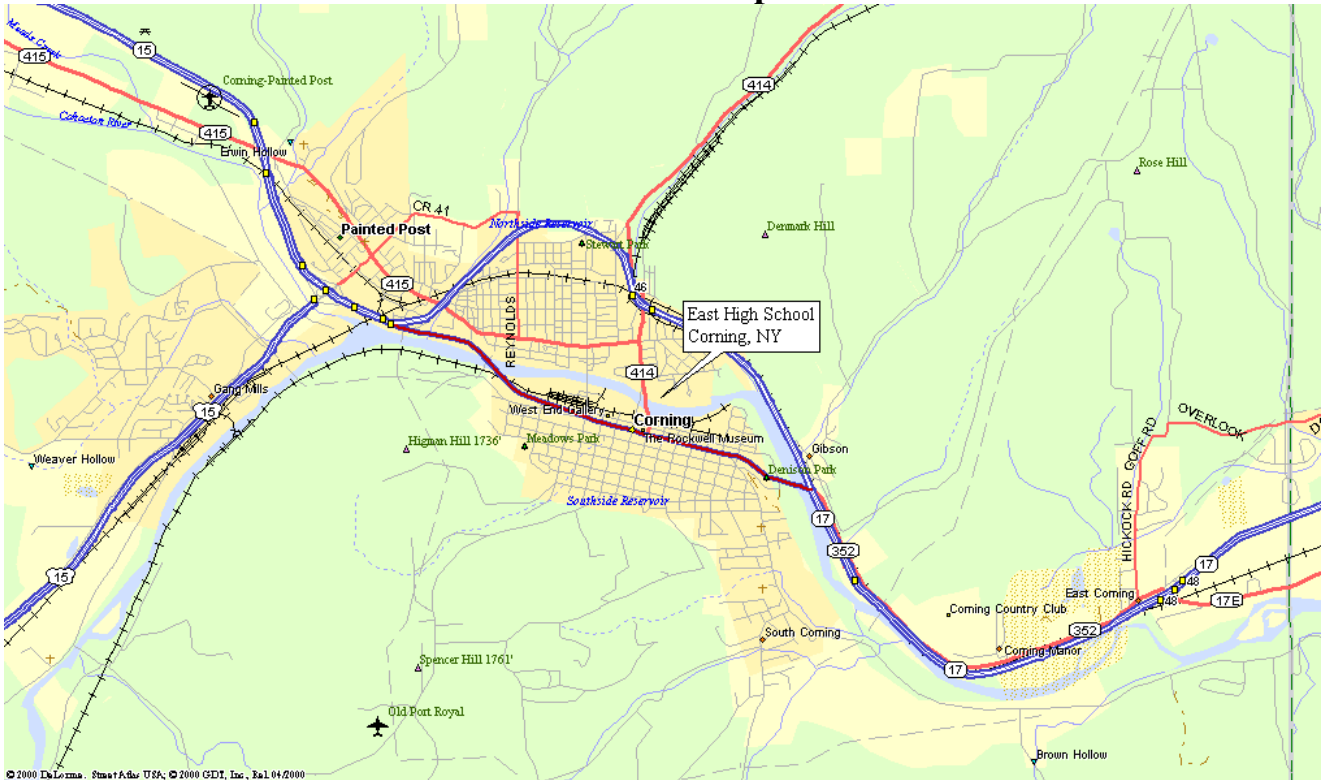 Meads Creek
15
415
414
Corning-Painted Post
Cohocton River
415
Erwin Hollow
Rose Hill
CR 41
Painted Post
Northside Reservoir
Denmark Hill
Stewart Park
415
46
REYNOLDS
East High School
Corning, NY
414
Gang Mills
15
West End Gallery
Corning
The Rockwell Museum
OVERLOOK
GOFF RD
HICKOCK RD
Higman Hill 1736'
Meadows Park
Gibson
Weaver Hollow
Denison Park
Southside Reservoir
17
352
17
15
48
East Corning
48
17E
Corning Country Club
South Corning
352
Corning Manor
Spencer Hill 1761'
17
Old Port Royal
Brown Hollow
© 2000 DeLorme. Street Atlas USA; © 2000 GDT, Inc., Rel. 04/2000